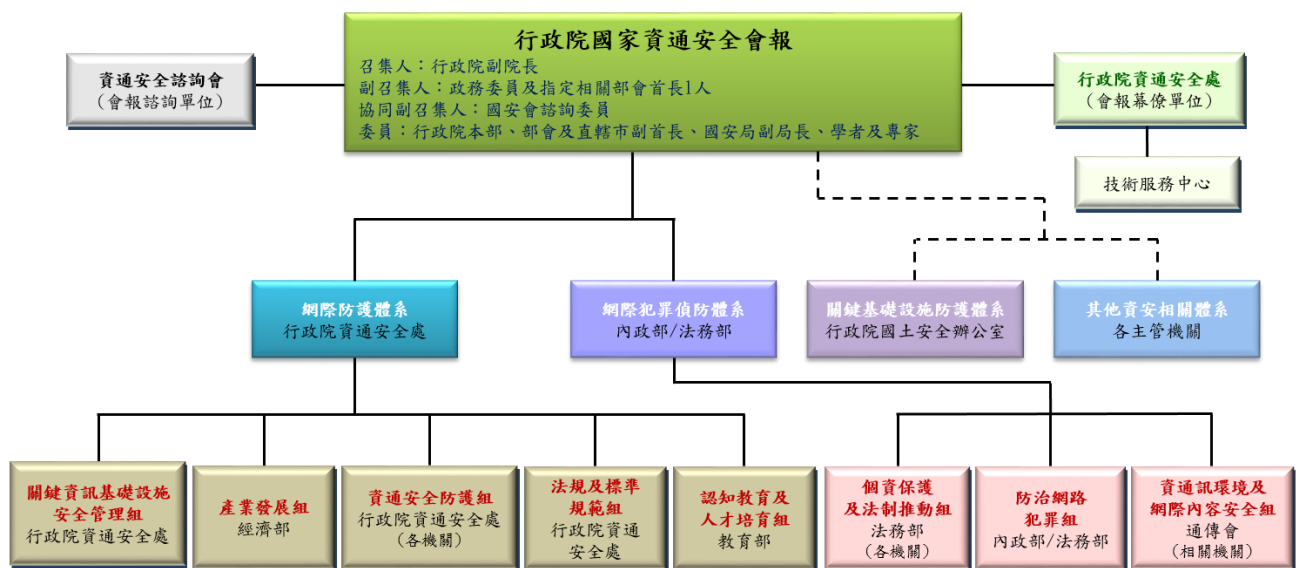 行政院國家資通安全會報
召集人：行政院副院長
副召集人：政務委員及指定相關部會首長1人
協同副召集人：國安會諮詢委員
委員：行政院本部、部會及直轄市副首長、國安局副局長、學者及專家
資通安全諮詢會
（會報諮詢單位）
行政院資通安全處
（會報幕僚單位）
技術服務中心
網際防護體系
行政院資通安全處
網際犯罪偵防體系
內政部/法務部
關鍵基礎設施防護體系
行政院國土安全辦公室
其他資安相關體系
各主管機關
關鍵資訊基礎設施
安全管理組
行政院資通安全處
產業發展組
經濟部
資通安全防護組
行政院資通安全處
(各機關)
法規及標準
規範組
行政院資通
安全處
認知教育及
人才培育組
教育部
個資保護
及法制推動組
法務部
(各機關)
防治網路
犯罪組
內政部/法務部
資通訊環境及
網際內容安全組
通傳會
(相關機關)